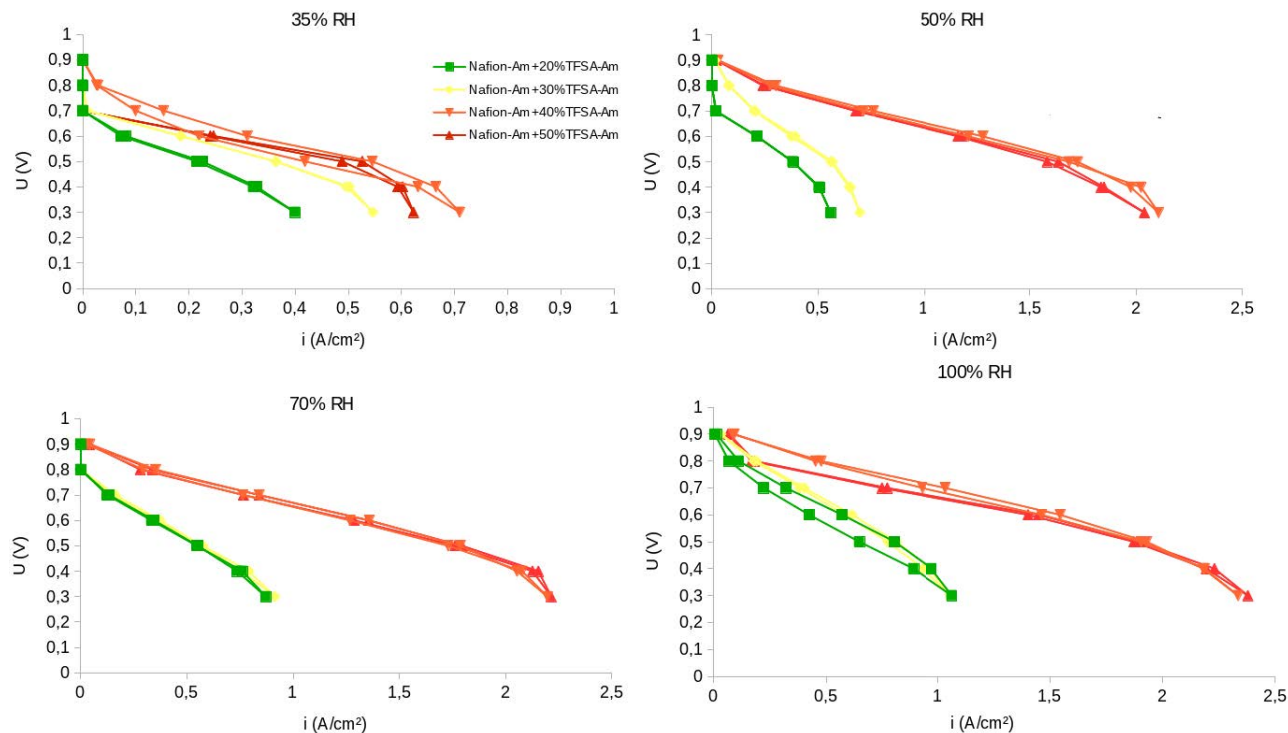 35% RH
1
0,9
0,8
0,7
0,6
0,5
0,4
0,3
0,2
0,1
0
U (V)
Nafion-Am+20%TFSA-Am
Nafion-Am+30%TFSA-Am
Nafion-Am+40%TFSA-Am
Nafion-Am+50%TFSA-Am
0 0,1 0,2 0,3 0,4 0,5 0,6 0,7 0,8 0,9 1
i (A/cm²)
50% RH
1
0,9
0,8
0,7
0,6
0,5
0,4
0,3
0,2
0,1
0
U (V)
0 0,5 1 1,5 2 2,5
i (A/cm²)
70% RH
1
0,9
0,8
0,7
0,6
0,5
0,4
0,3
0,2
0,1
0
U (V)
0 0,5 1 1,5 2 2,5
i (A/cm²)
100% RH
1
0,9
0,8
0,7
0,6
0,5
0,4
0,3
0,2
0,1
0
U (V)
0 0,5 1 1,5 2 2,5
i (A/cm²)